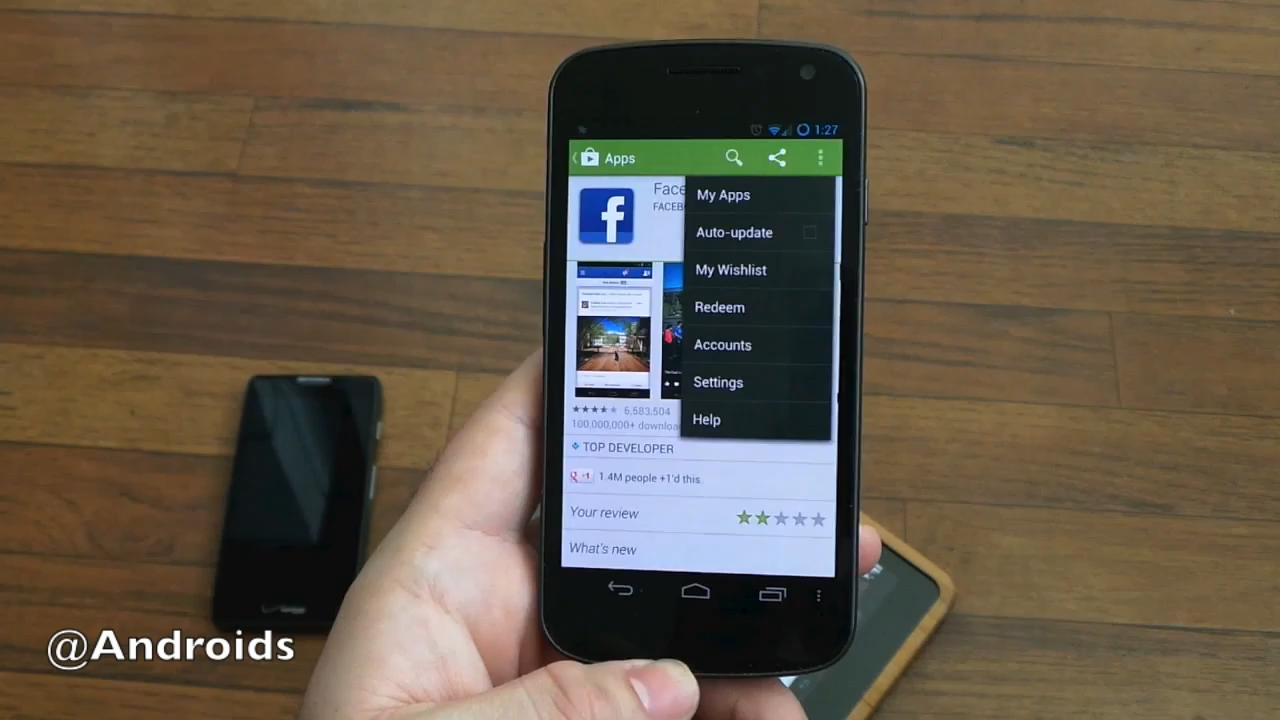 1:27
Apps
Face
FACEB
My Apps
Auto-update
My Wishlist
Redeem
Accounts
Settings
Help
6,583,504
100,000,000+ downloa
TOP DEVELOPER
+1
1.4M people +1'd this.
Your review
What's new
@Androids